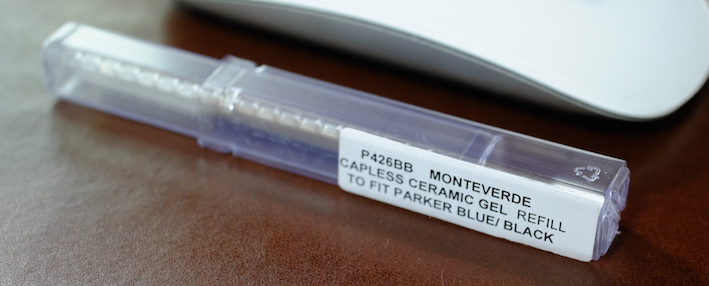 P426BB MONTEVERDE
CAPLESS CERAMIC GEL REFILL
TO FIT PARKER BLUE/ BLACK